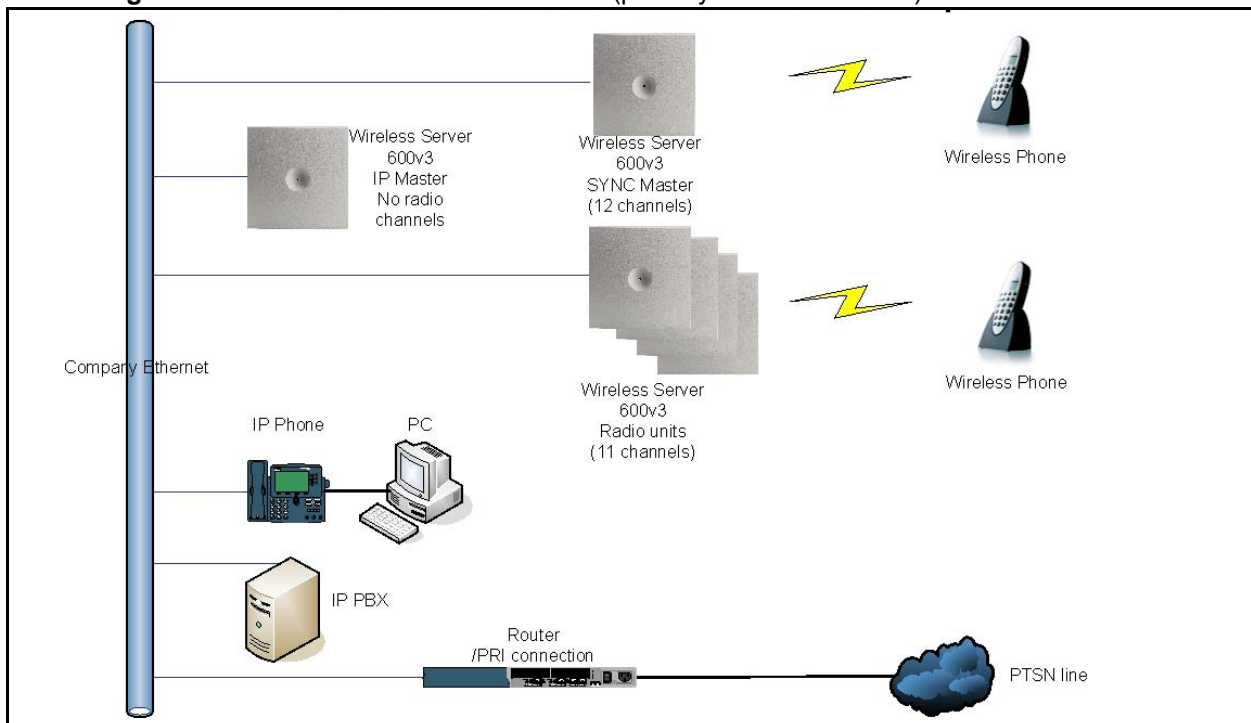 Wireless Server
600v3
IP Master
No radio
channels
Wireless Server
600v3
SYNC Master
(12 channels)
Wireless Phone
Company Ethernet
Wireless Server
600v3
Radio units
(11 channels)
Wireless Phone
IP Phone
PC
IP PBX
Router
/PRI connection
PTSN line